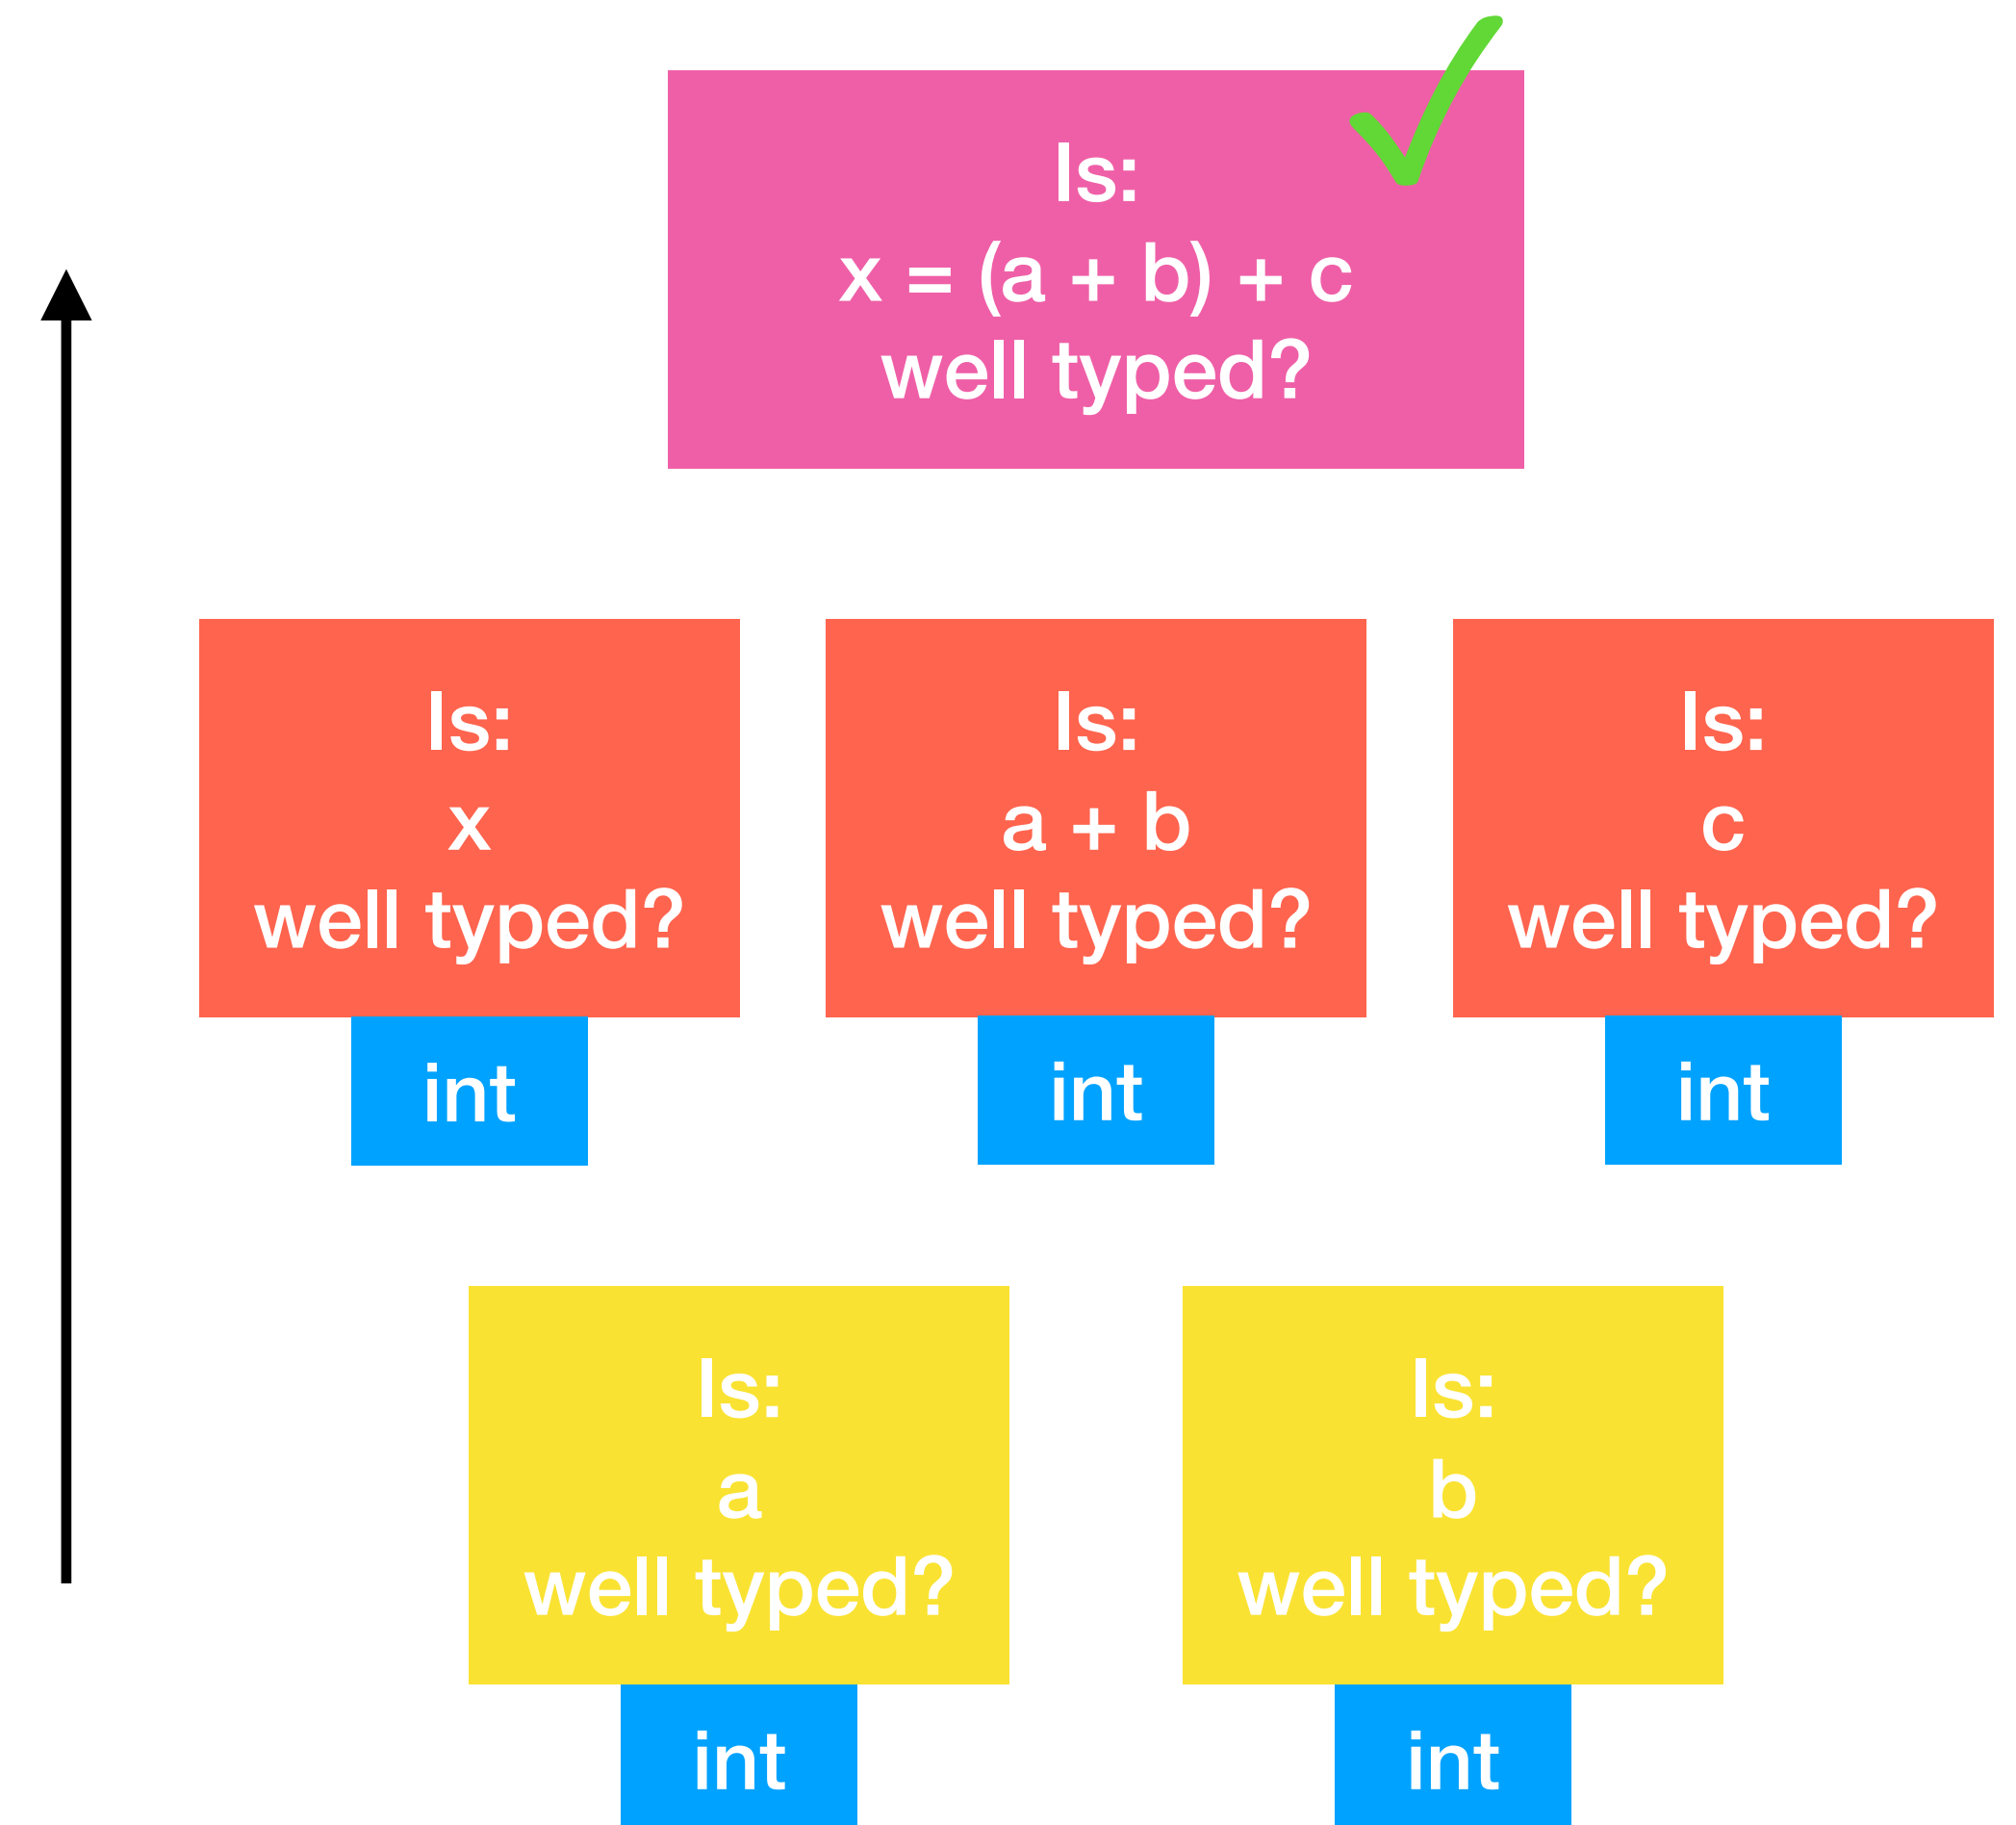 Is:
x = (a + b) + c
well typed?
Is:
x
well typed?
int
Is:
a + b
well typed?
int
Is:
c
well typed?
int
Is:
a
well typed?
int
Is:
b
well typed?
int